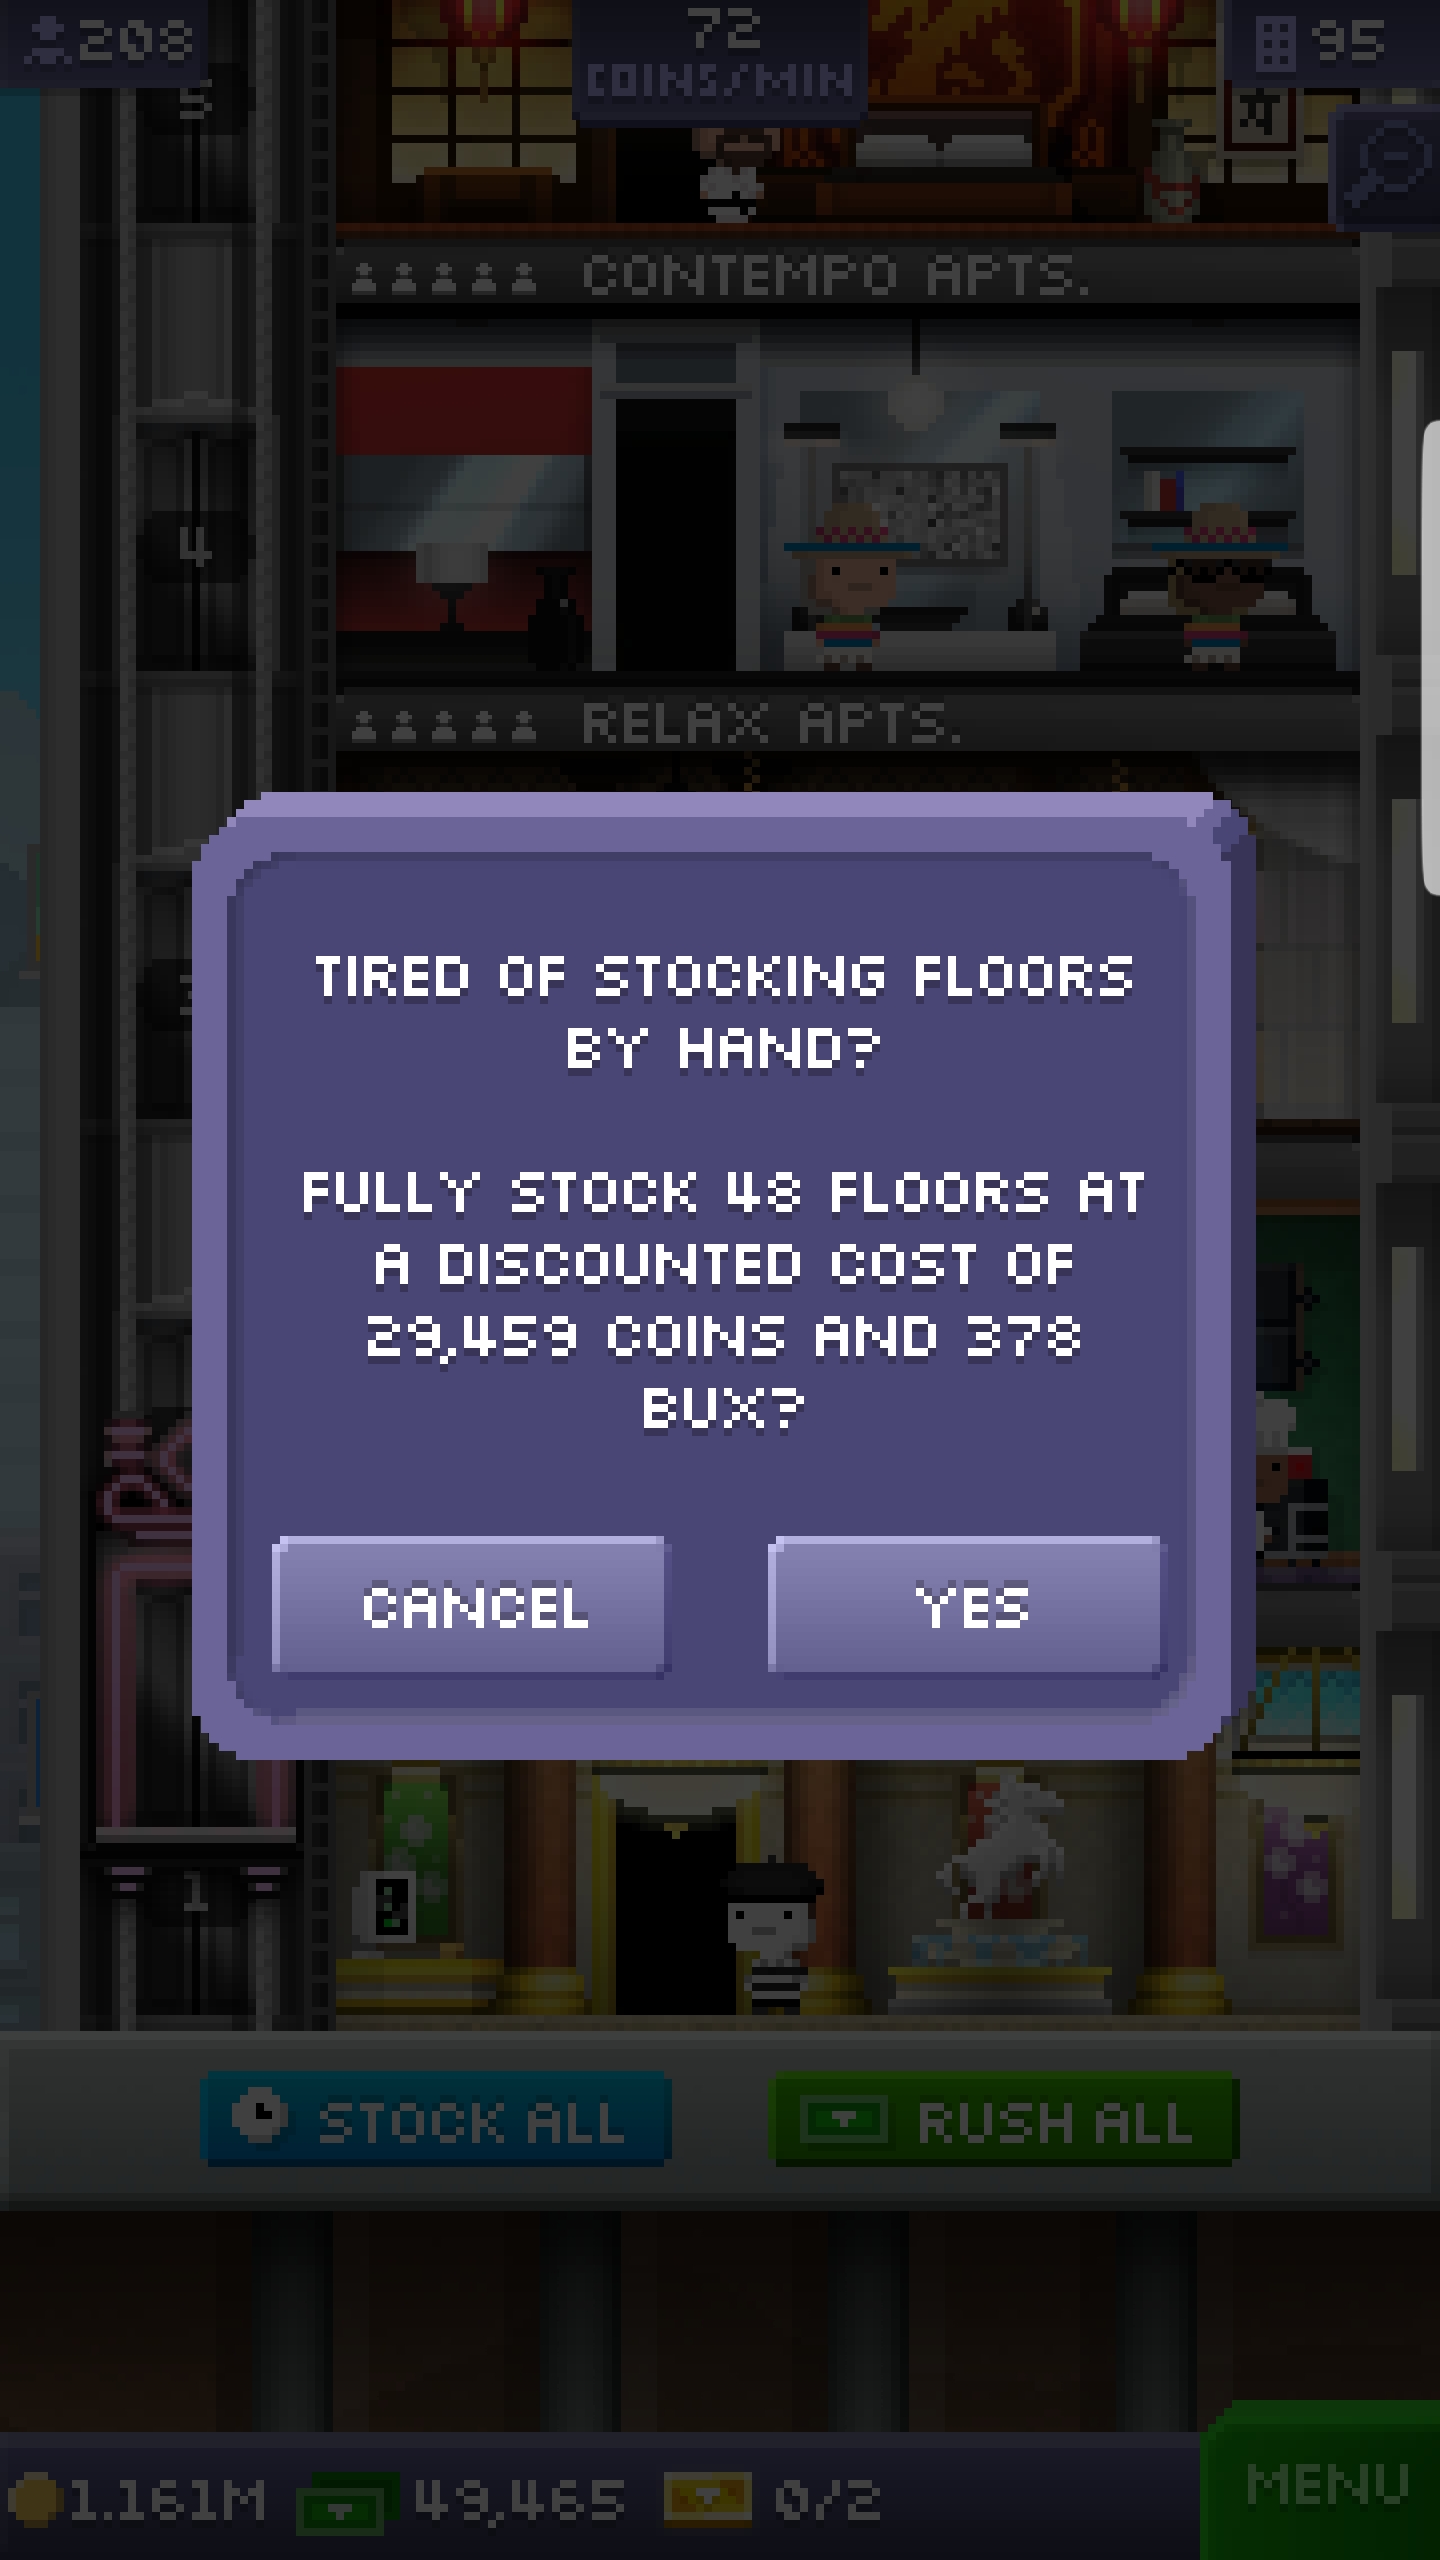 208
72
COINS/MIN
95
5
CONTEMPO APTS.
4
RELAX APTS.
TIRED OF STOCKING FLOORS
BY HAND?
FULLY STOCK 48 FLOORS AT
A DISCOUNTED COST OF
29,459 COINS AND 378
BUX?
CANCEL
YES
1
STOCK ALL
RUSH ALL
1.161M
49,465
0/2
MENU